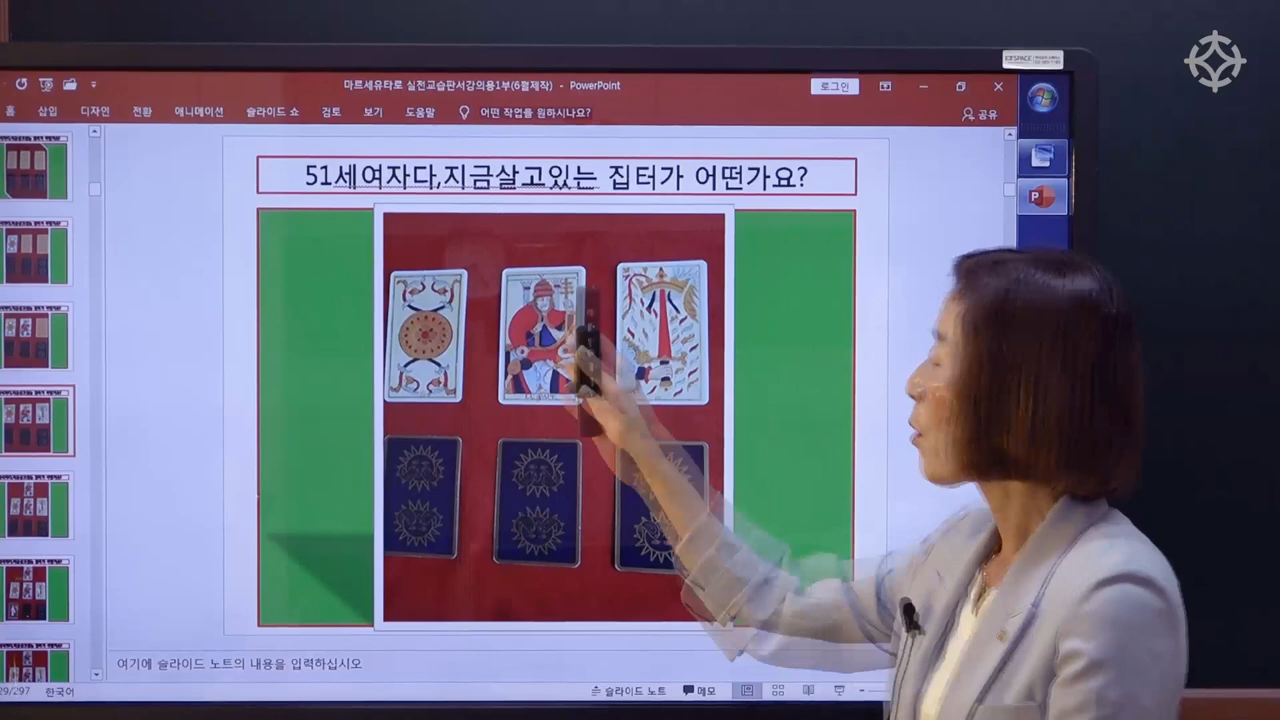 마르세유타로 실전교습판서강의용1부(6펼제작) - PowerPoint
로그인
홈 삽입 디자인 전환 애니메이션 슬라이드 쇼 검토 보기 도움말 어떤 작업을 원하시나요? 공유
51세여자다,지금살고있는 집터가 어떤가요?
여기에 슬라이드 노트의 내용을 입력하십시오
29/297 한국어 슬라이드 노트 메모